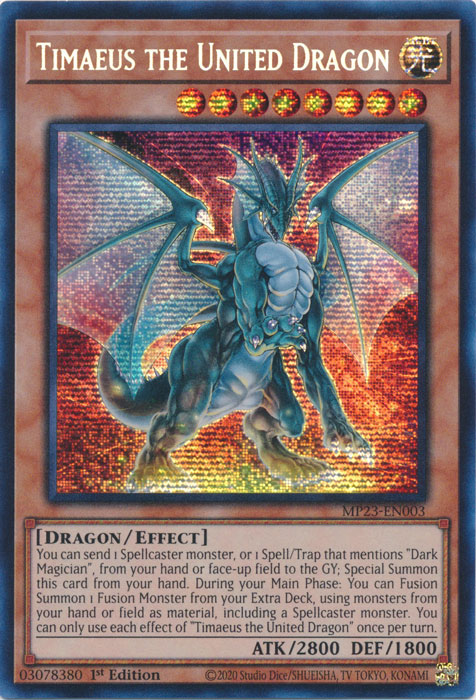 TIMAEUS THE UNITED DRAGON
光
MP23-EN003
[DRAGON/EFFECT]
You can send 1 Spellcaster monster, or 1 Spell/Trap that mentions "Dark
Magician", from your hand or face-up field to the GY; Special Summon
this card from your hand. During your Main Phase: You can Fusion
Summon 1 Fusion Monster from your Extra Deck, using monsters from
your hand or field as material, including a Spellcaster monster. You
can only use each effect of "Timaeus the United Dragon" once per turn.
ATK/2800 DEF/1800
03078380 1st Edition ©2020 Studio Dice/SHUEISHA, TV TOKYO, KONAMI